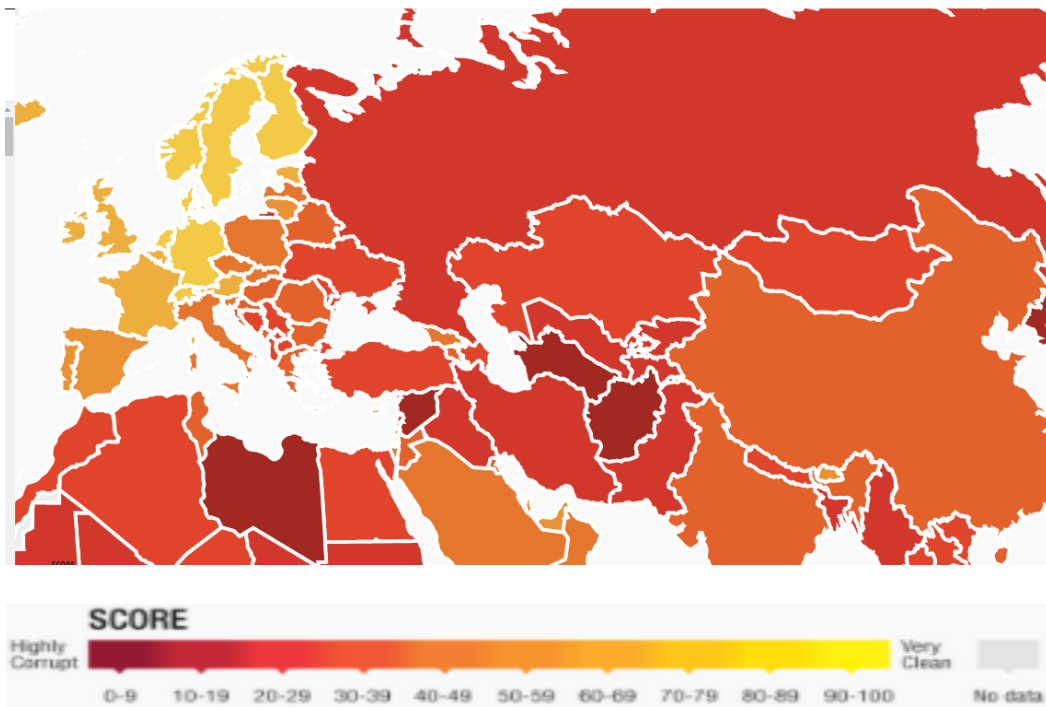 SCORE
SCORE
Highly
Corrupt
Very
Clean
0-9 10-19 20-29 30-39 40-49 50-59 60-69 70-79 80-89 90-100 No data